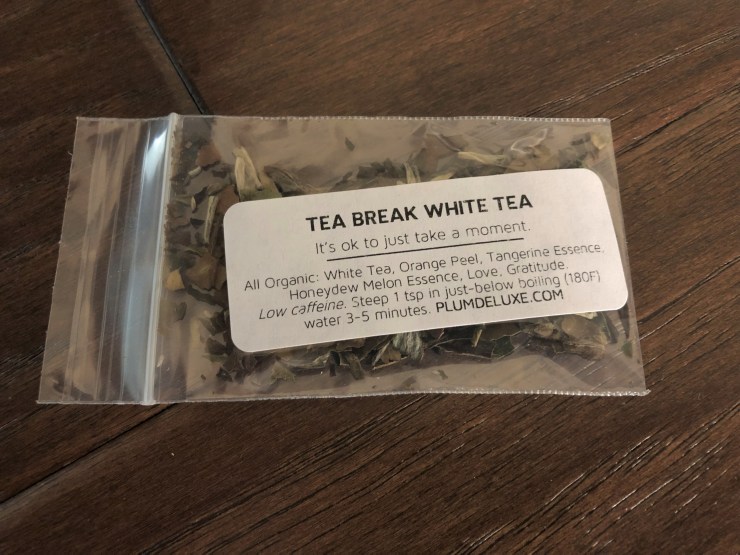 TEA BREAK WHITE TEA
It's ok to just take a moment.
All Organic: White Tea, Orange Peel, Tangerine Essence,
Honeydew Melon Essence, Love, Gratitude.
Low caffeine. Steep 1 tsp in just-below boiling (180F)
water 3-5 minutes. PLUMDELUXE.COM